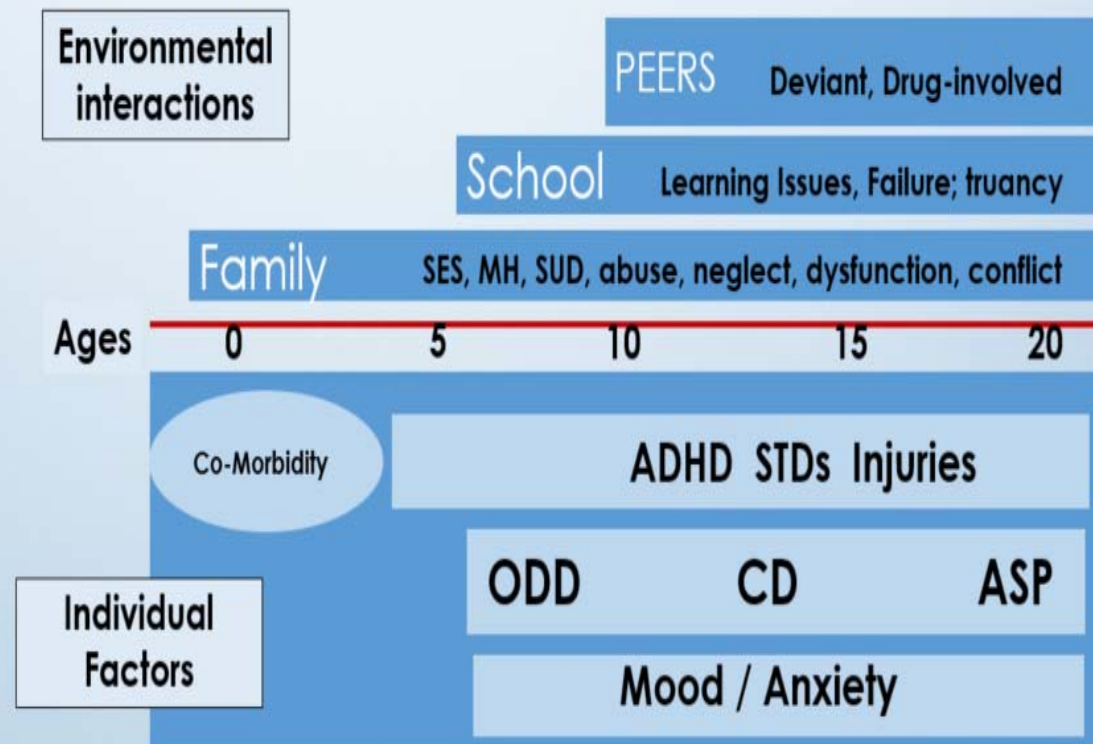 Environmental
interactions
PEERS Deviant, Drug-involved
School Learning Issues, Failure; truancy
Family SES, MH, SUD, abuse, neglect, dysfunction, conflict
Ages 0 5 10 15 20
Co-Morbidity
ADHD STDs Injuries
ODD CD ASP
Individual
Factors
Mood / Anxiety